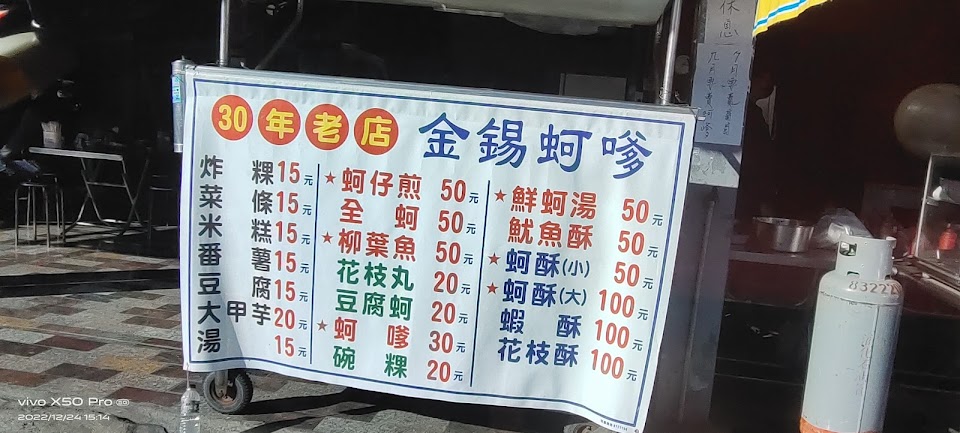 30年老店 金錫蚵嗲
炸粿 15元
菜條 15元
米糕 15元
番薯 15元
豆腐 15元
大甲芋 20元
湯 15元
★蚵仔煎 50元
全蚵 50元
★柳葉魚 50元
花枝丸 20元
豆腐蚵 20元
★蚵嗲 30元
碗粿 20元
★鮮蚵湯 50元
魷魚酥 50元
★蚵酥(小) 50元
★蚵酥(大) 100元
蝦酥 100元
花枝酥 100元
休息
vivo X50 Pro 5G
2022/12/24 15:14